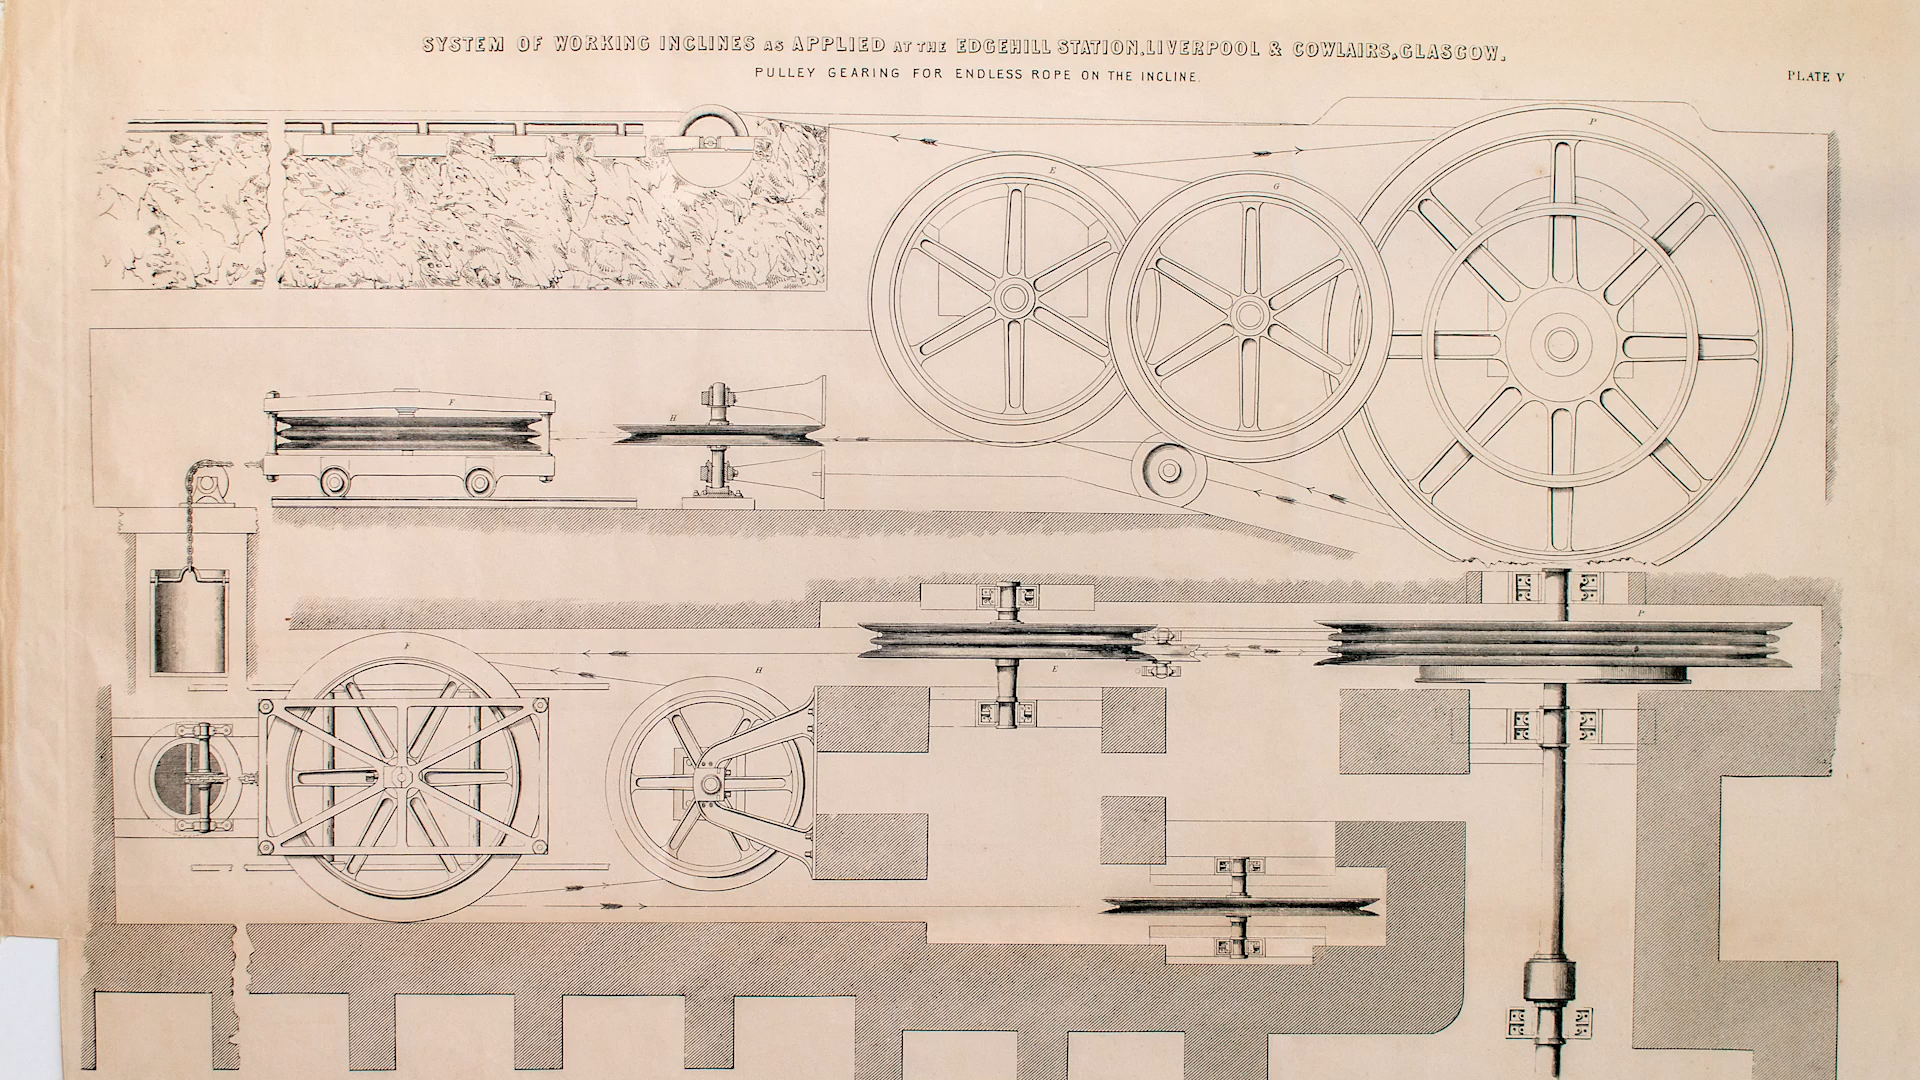 SYSTEM OF WORKING INCLINES AS APPLIED AT THE EDGEHILL STATION, LIVERPOOL & COWLAIRS, GLASGOW.
PULLEY GEARING FOR ENDLESS ROPE ON THE INCLINE.
PLATE V
P
E
G
F
H
P
F
H
E